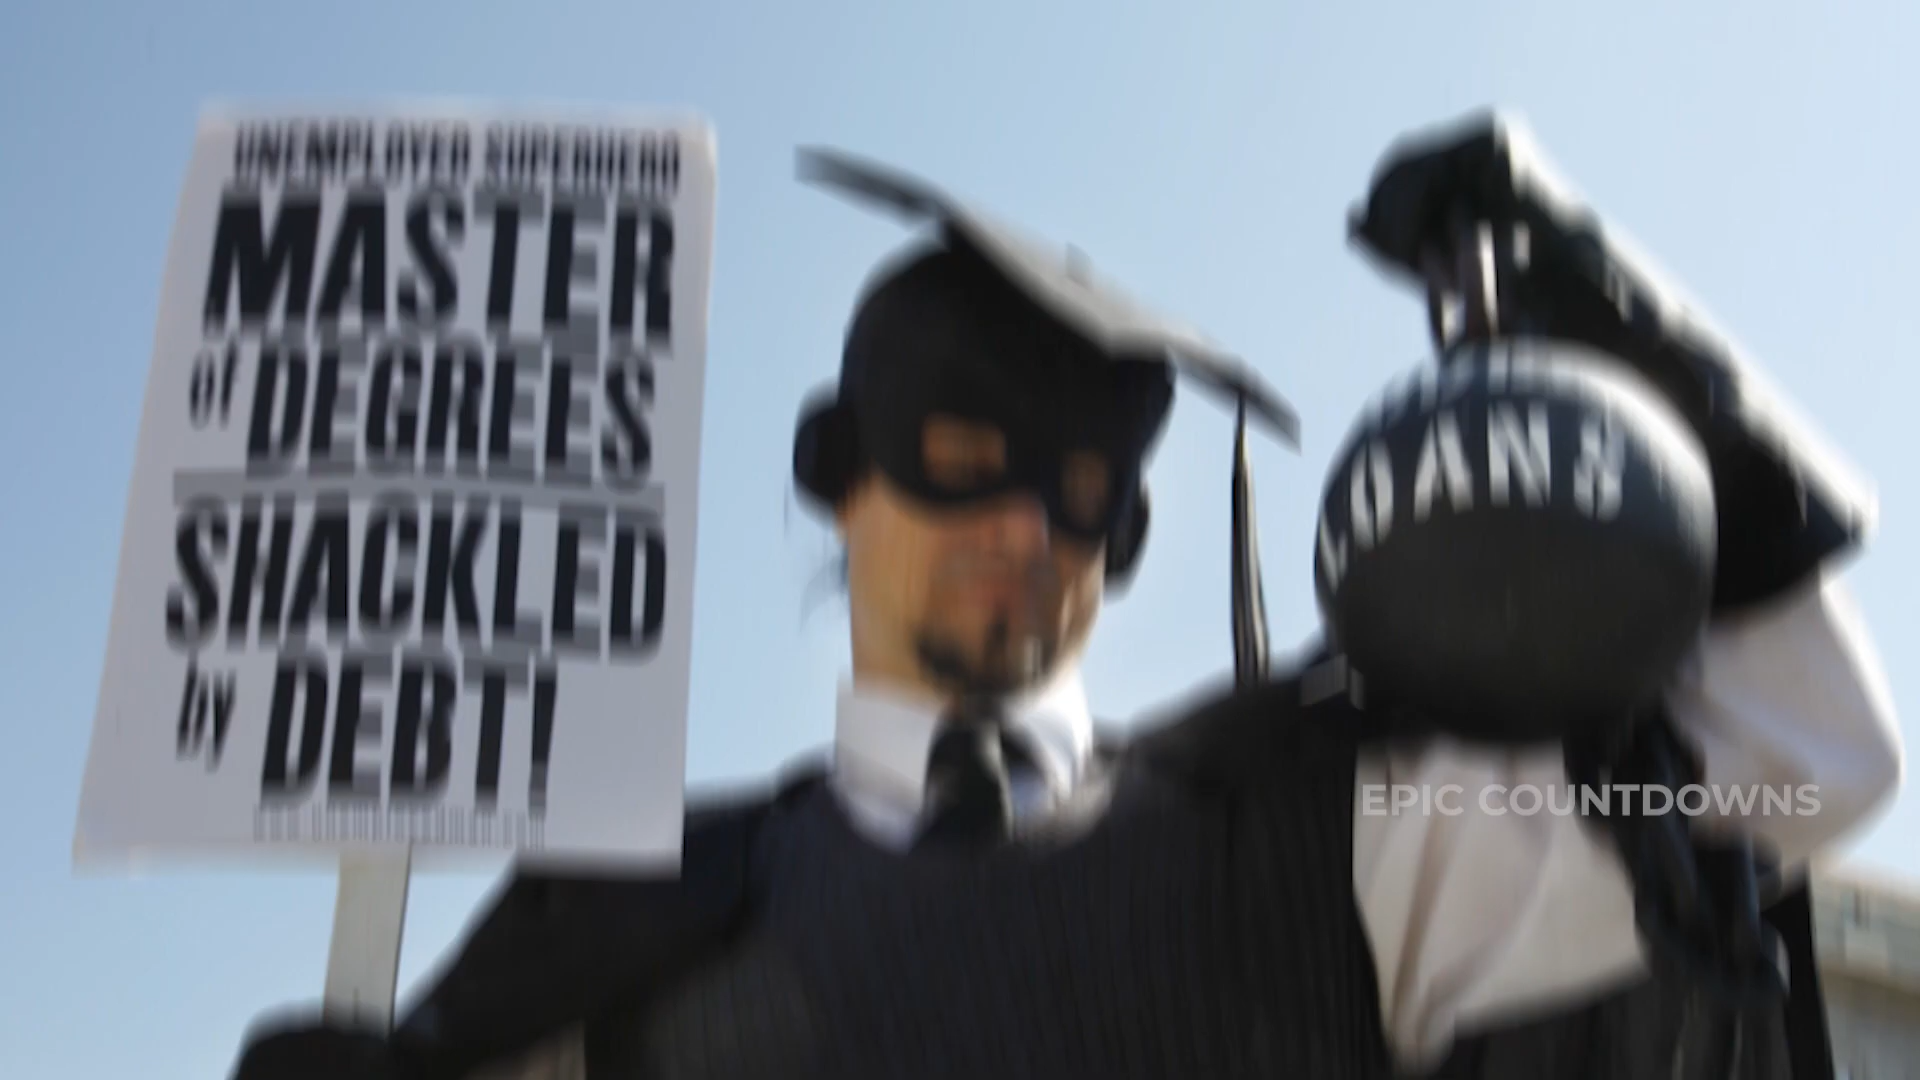 UNEMPLOYED SUPERHERO
MASTER
of DEGREES
SHACKLED
by DEBT!
LOANS
EPIC COUNTDOWNS